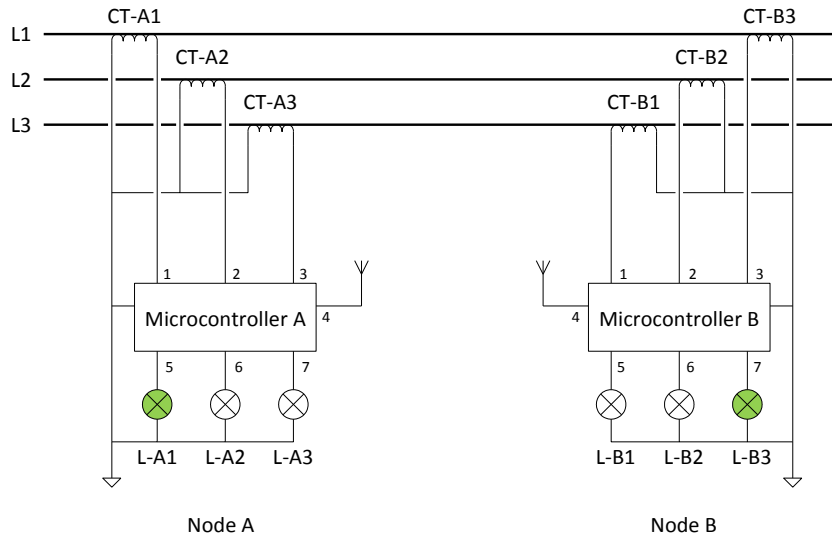 CT-A1 CT-B3
L1
CT-A2 CT-B2
L2
CT-A3 CT-B1
L3
1 2 3 1 2 3
Microcontroller A 4 4 Microcontroller B
5 6 7 5 6 7
L-A1 L-A2 L-A3 L-B1 L-B2 L-B3
Node A Node B